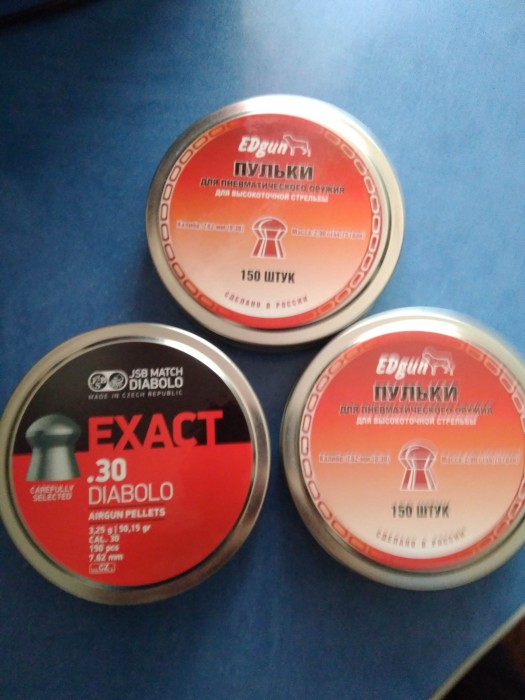 EDgun
ПУЛЬКИ
ДЛЯ ПНЕВМАТИЧЕСКОГО ОРУЖИЯ
ДЛЯ ВЫСОКОТОЧНОЙ СТРЕЛЬБЫ
150 ШТУК
СДЕЛАНО В РОССИИ
JSB MATCH
DIABOLO
MADE IN CZECH REPUBLIC
EXACT
.30
DIABOLO
CAREFULLY
SELECTED
AIRGUN PELLETS
3,25 g | 50,15 gr
CAL. 30
150 pcs
7.62 mm
CZ
EDgun
ПУЛЬКИ
ДЛЯ ПНЕВМАТИЧЕСКОГО ОРУЖИЯ
ДЛЯ ВЫСОКОТОЧНОЙ СТРЕЛЬБЫ
150 ШТУК
СДЕЛАНО В РОССИИ